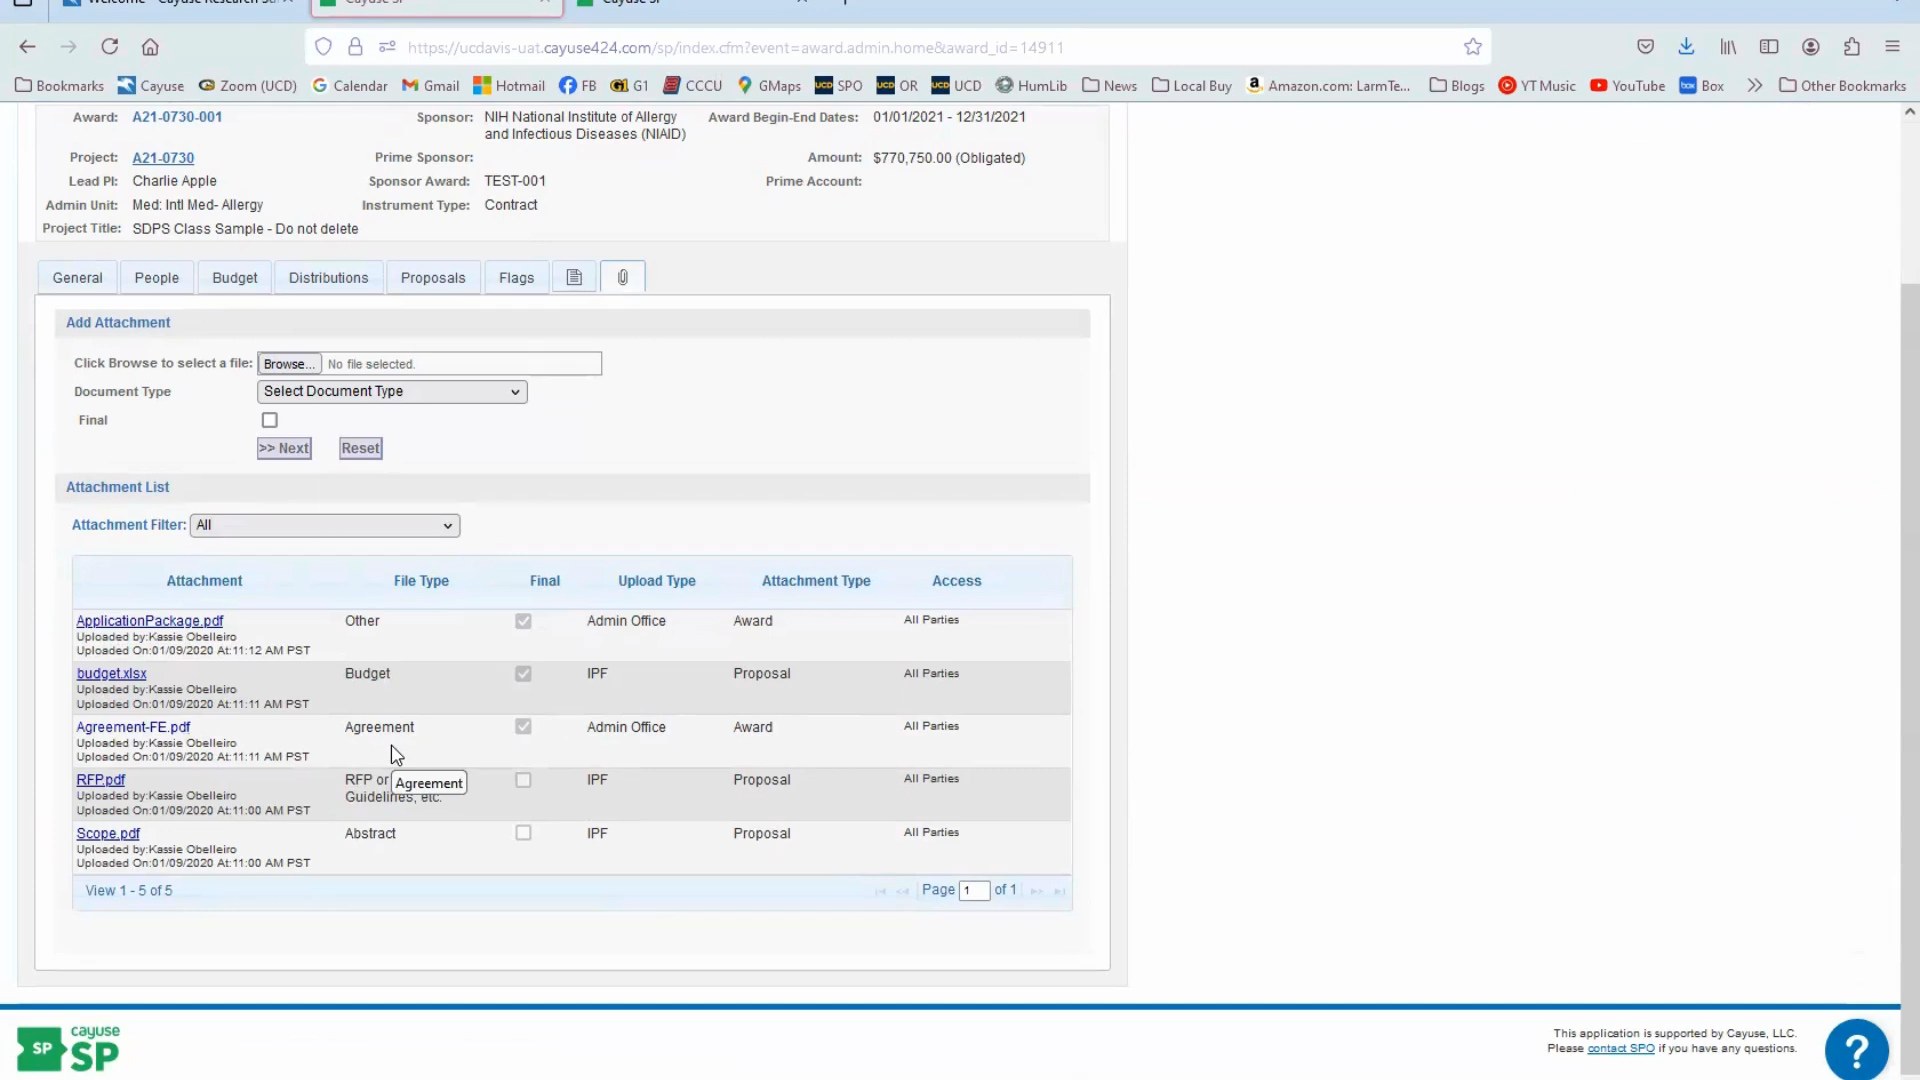 Welcome - Cayuse Research Su
Cayuse SP
Cayuse SP
https://ucdavis-uat.cayuse424.com/sp/index.cfm?event=award.admin.home&award_id=14911
Bookmarks Cayuse Zoom (UCD) Calendar Gmail Hotmail FB G1 CCCU GMaps SPO OR UCD HumLib News Local Buy Amazon.com: LarmTe... Blogs YT Music YouTube Box Other Bookmarks
Award: A21-0730-001 Sponsor: NIH National Institute of Allergy Award Begin-End Dates: 01/01/2021 - 12/31/2021
and Infectious Diseases (NIAID)
Project: A21-0730 Prime Sponsor: Amount: $770,750.00 (Obligated)
Lead PI: Charlie Apple Sponsor Award: TEST-001 Prime Account:
Admin Unit: Med: Intl Med- Allergy Instrument Type: Contract
Project Title: SDPS Class Sample - Do not delete
General People Budget Distributions Proposals Flags
Add Attachment
Click Browse to select a file: Browse... No file selected.
Document Type Select Document Type
Final
>> Next Reset
Attachment List
Attachment Filter: All
Attachment File Type Final Upload Type Attachment Type Access
ApplicationPackage.pdf Other Admin Office Award All Parties
Uploaded by:Kassie Obelleiro
Uploaded On:01/09/2020 At:11:12 AM PST
budget.xlsx Budget IPF Proposal All Parties
Uploaded by:Kassie Obelleiro
Uploaded On:01/09/2020 At:11:11 AM PST
Agreement-FE.pdf Agreement Admin Office Award All Parties
Uploaded by:Kassie Obelleiro
Uploaded On:01/09/2020 At:11:11 AM PST
RFP.pdf RFP or Agreement IPF Proposal All Parties
Uploaded by:Kassie Obelleiro Guidelines, etc.
Uploaded On:01/09/2020 At:11:00 AM PST
Scope.pdf Abstract IPF Proposal All Parties
Uploaded by:Kassie Obelleiro
Uploaded On:01/09/2020 At:11:00 AM PST
View 1 - 5 of 5 Page 1 of 1
SP cayuse SP
This application is supported by Cayuse, LLC.
Please contact SPO if you have any questions.
?